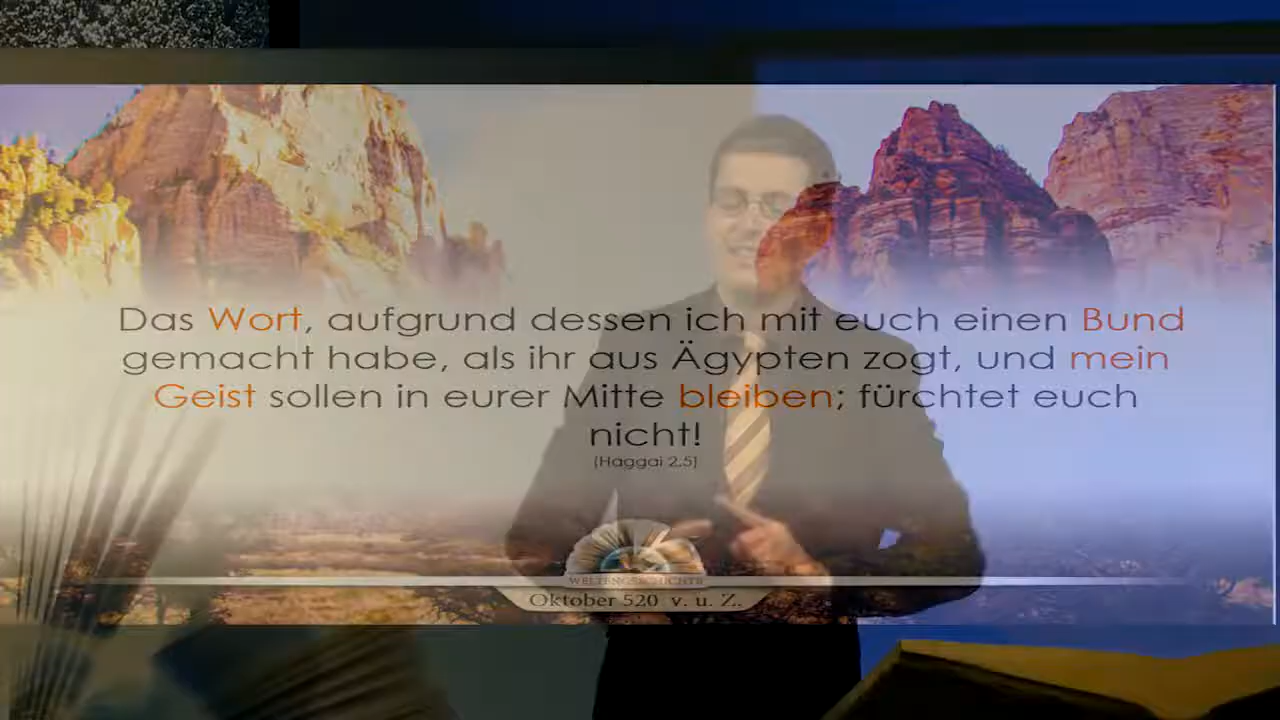 Das Wort, aufgrund dessen ich mit euch einen Bund
gemacht habe, als ihr aus Ägypten zogt, und mein
Geist sollen in eurer Mitte bleiben; fürchtet euch
nicht!
(Haggai 2,5)
WELTENGESCHICHTE
Oktober 520 v. u. Z.